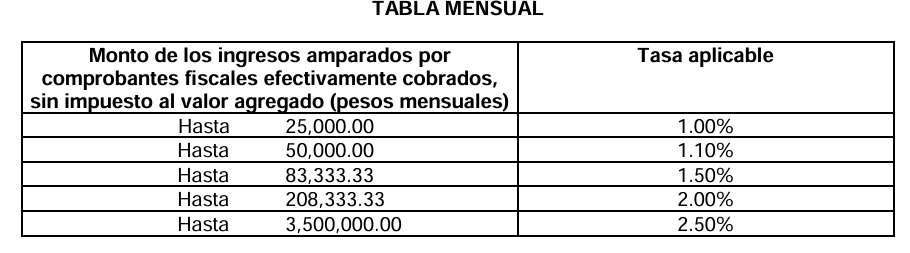 TABLA MENSUAL
Monto de los ingresos amparados por
comprobantes fiscales efectivamente cobrados,
sin impuesto al valor agregado (pesos mensuales)
Tasa aplicable
Hasta 25,000.00 1.00%
Hasta 50,000.00 1.10%
Hasta 83,333.33 1.50%
Hasta 208,333.33 2.00%
Hasta 3,500,000.00 2.50%